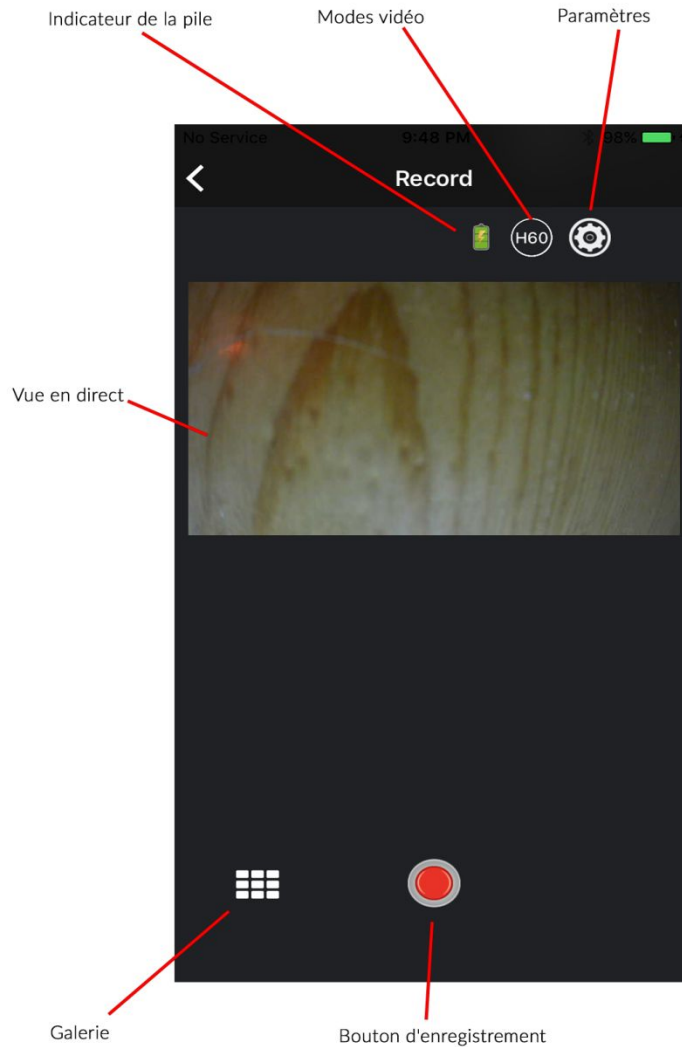 Indicateur de la pile
Modes vidéo
Paramètres
No Service 9:48 PM 98%
Record
H60
Vue en direct
Galerie
Bouton d'enregistrement